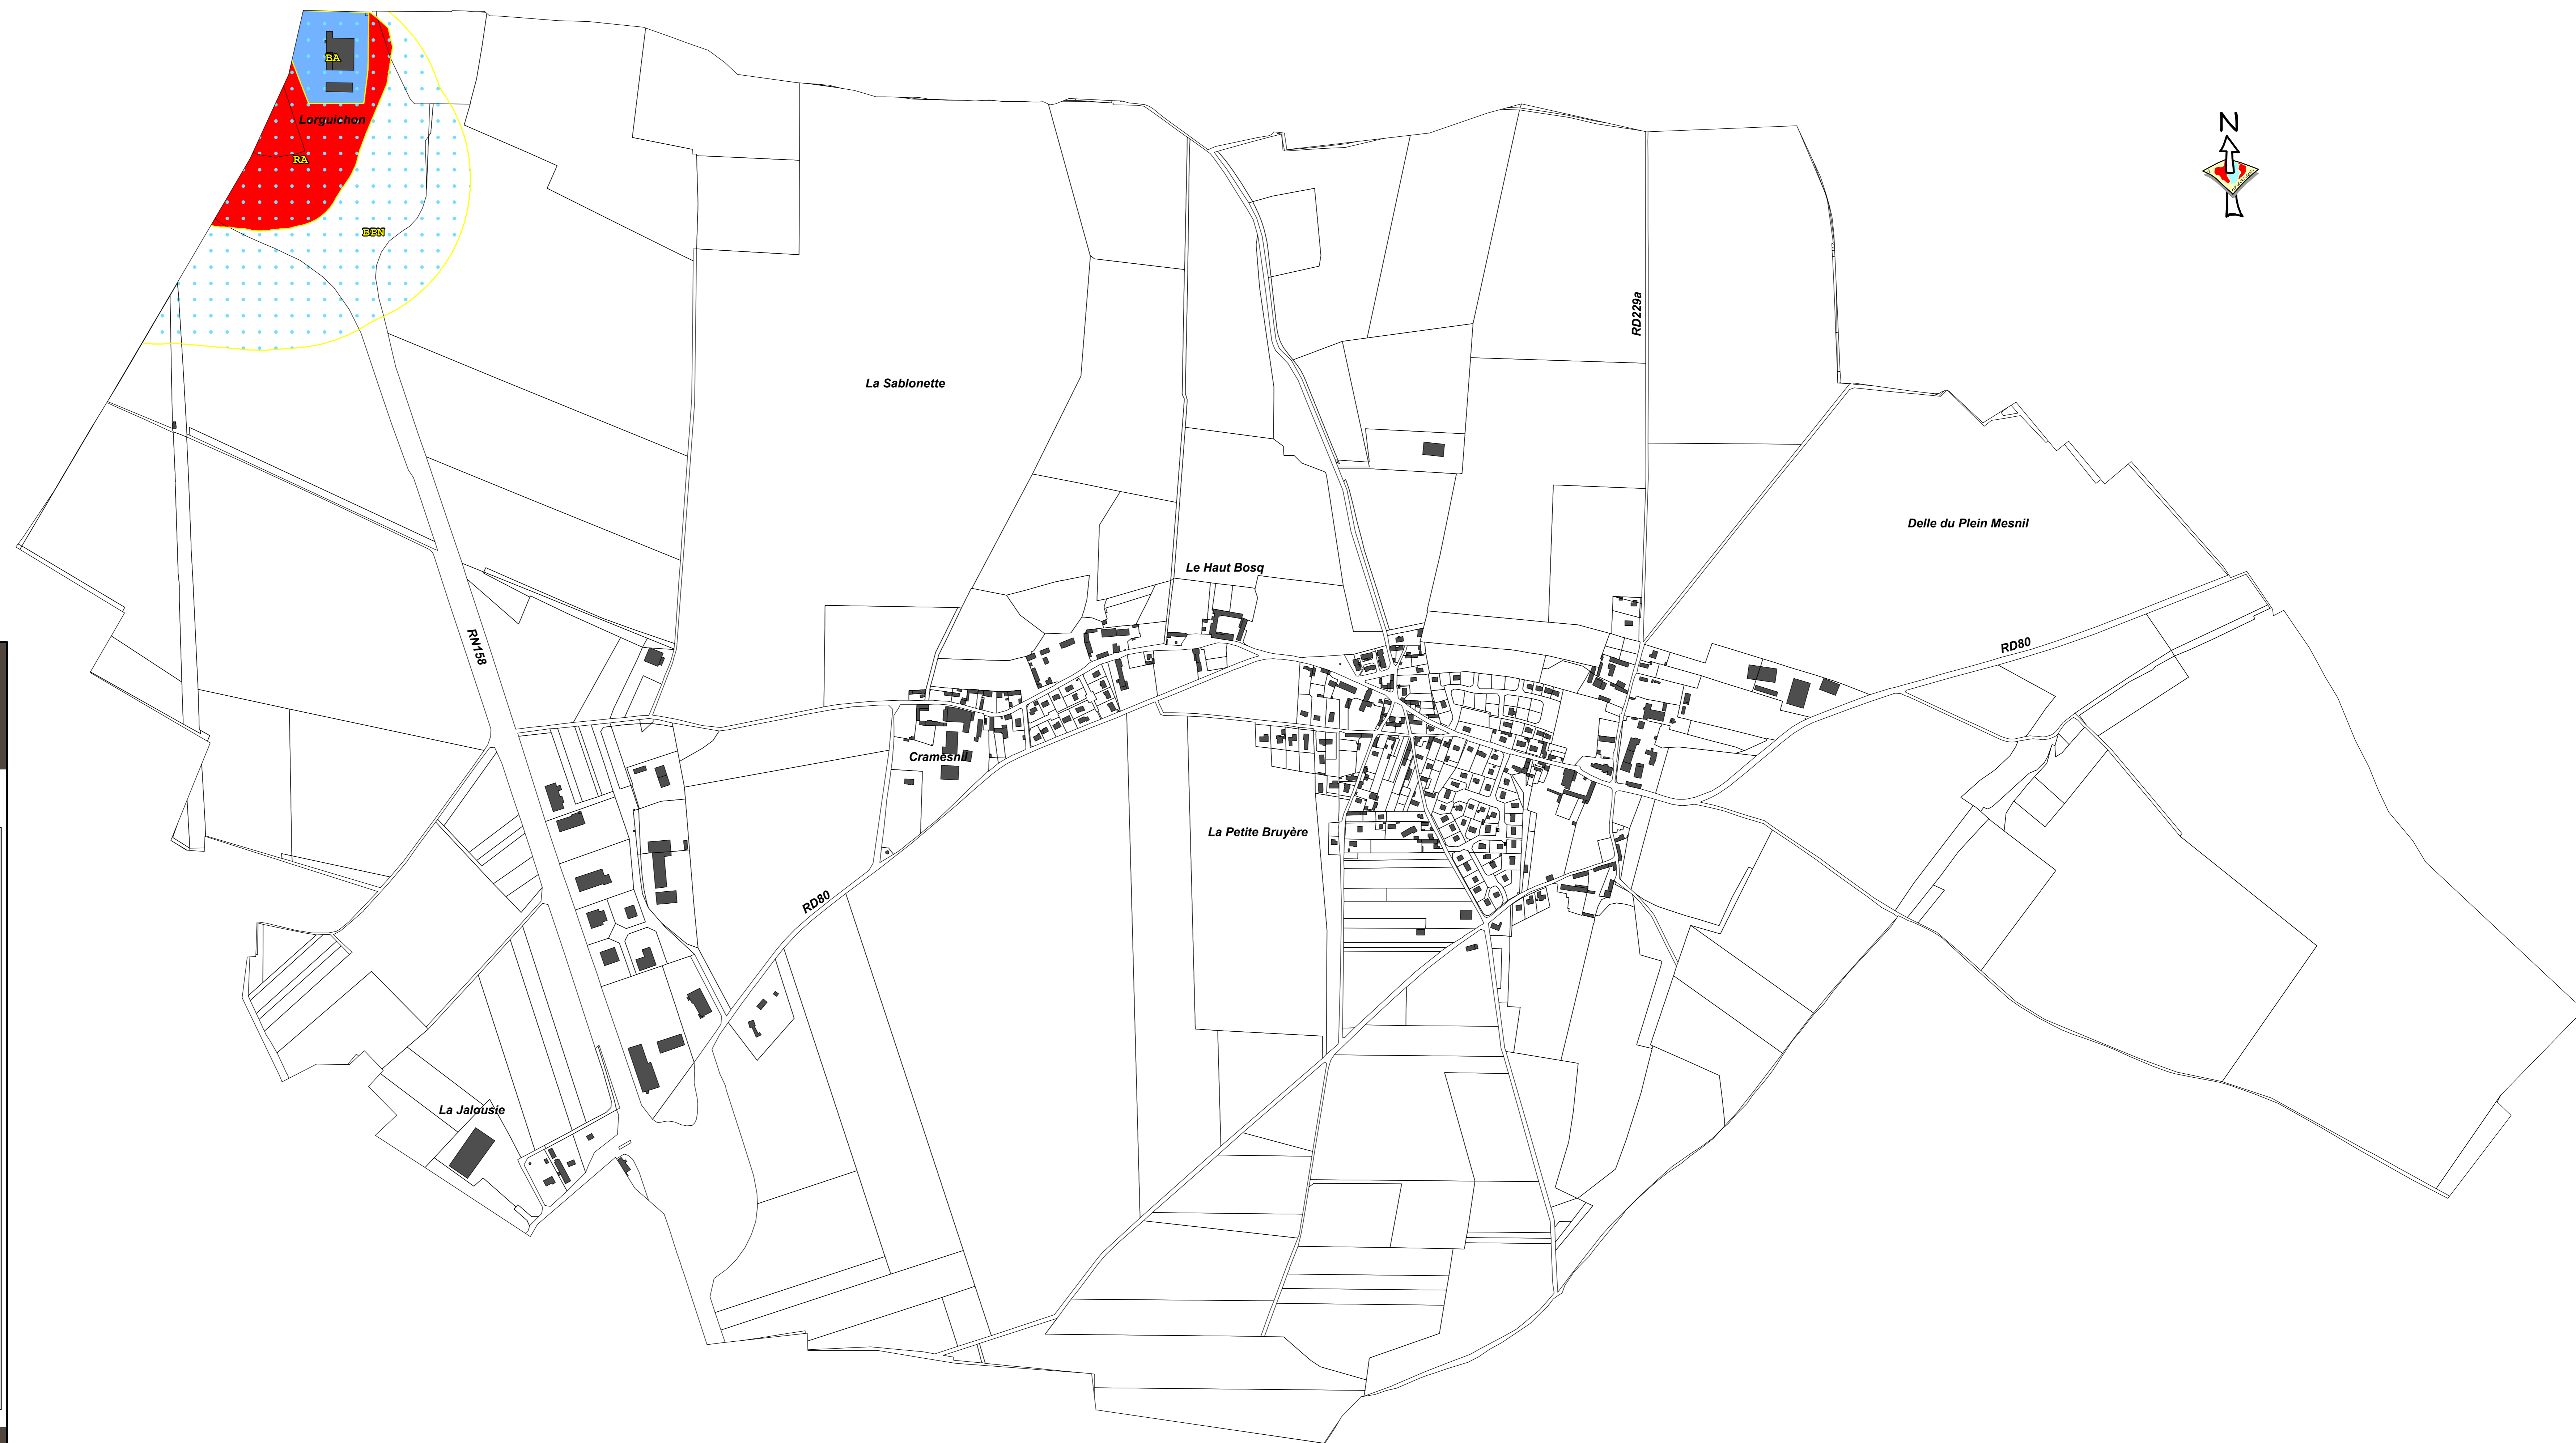 BA
N
Lorguichon
RA
BPN
RD229a
La Sablonette
Delle du Plein Mesnil
Le Haut Bosq
RN158
RD80
Cramesnil
La Petite Bruyère
RD80
La Jalousie